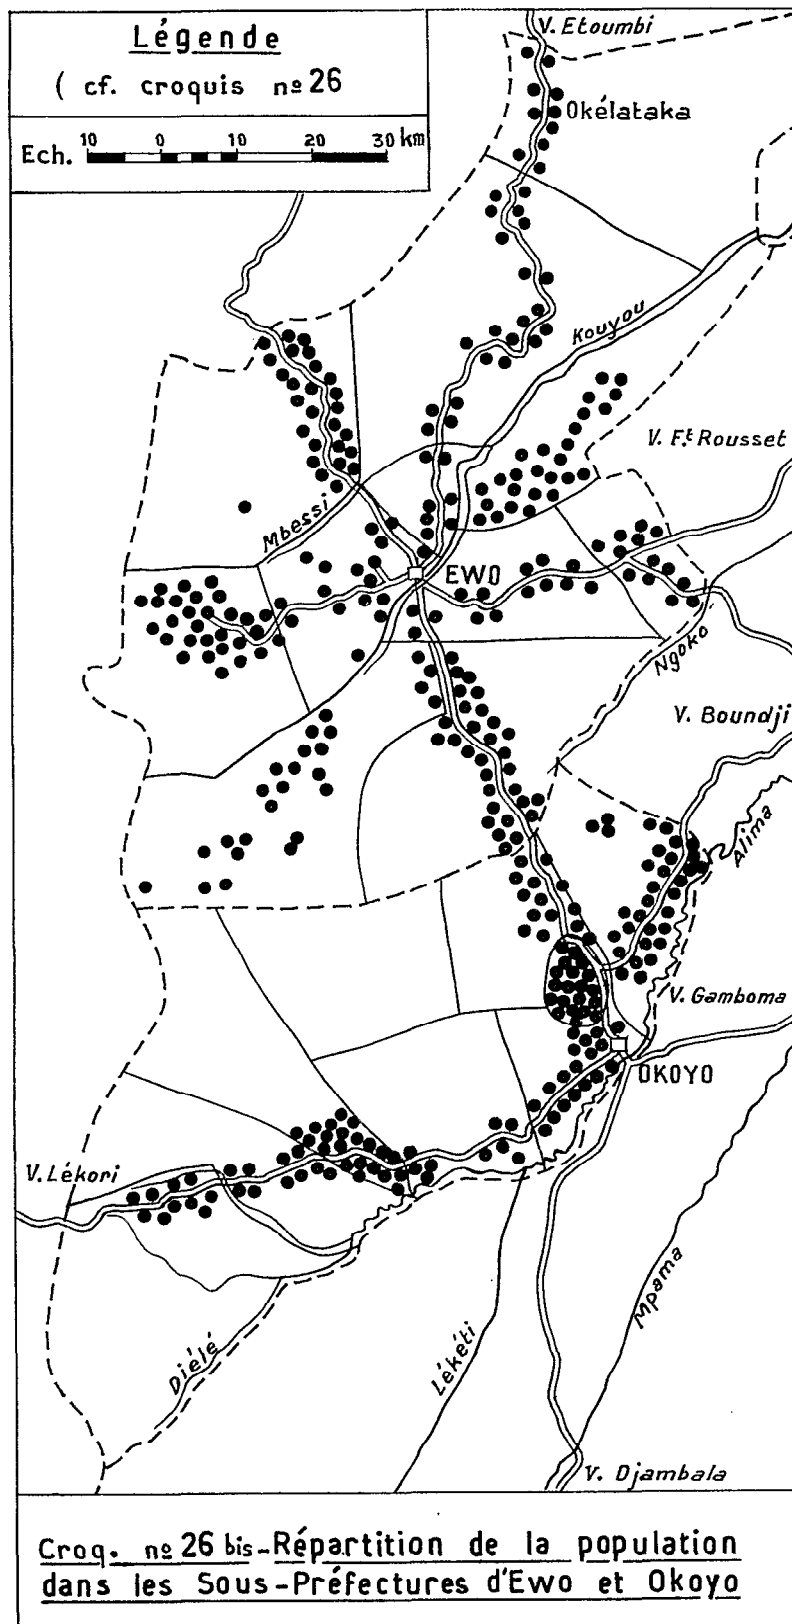 Légende
( cf. croquis nº 26
Ech. 10 0 10 20 30 km
V. Etoumbi
Okélataka
Kouyou
V. Ft Rousset
Mbessi
EWO
Ngoko
V. Boundji
Alima
V. Gamboma
OKOYO
V. Lékori
Mpama
Diélé
Lékéti
V. Djambala
Croq. nº 26 bis - Répartition de la population
dans les Sous-Préfectures d'Ewo et Okoyo